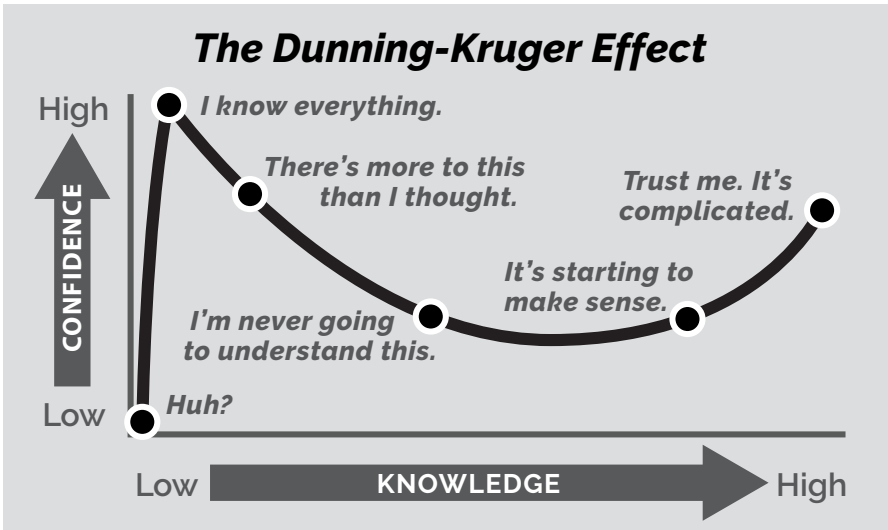 The Dunning-Kruger Effect
High
I know everything.
There’s more to this
than I thought.
Trust me. It’s
complicated.
CONFIDENCE
It’s starting to
make sense.
I’m never going
to understand this.
Huh?
Low
Low
KNOWLEDGE
High